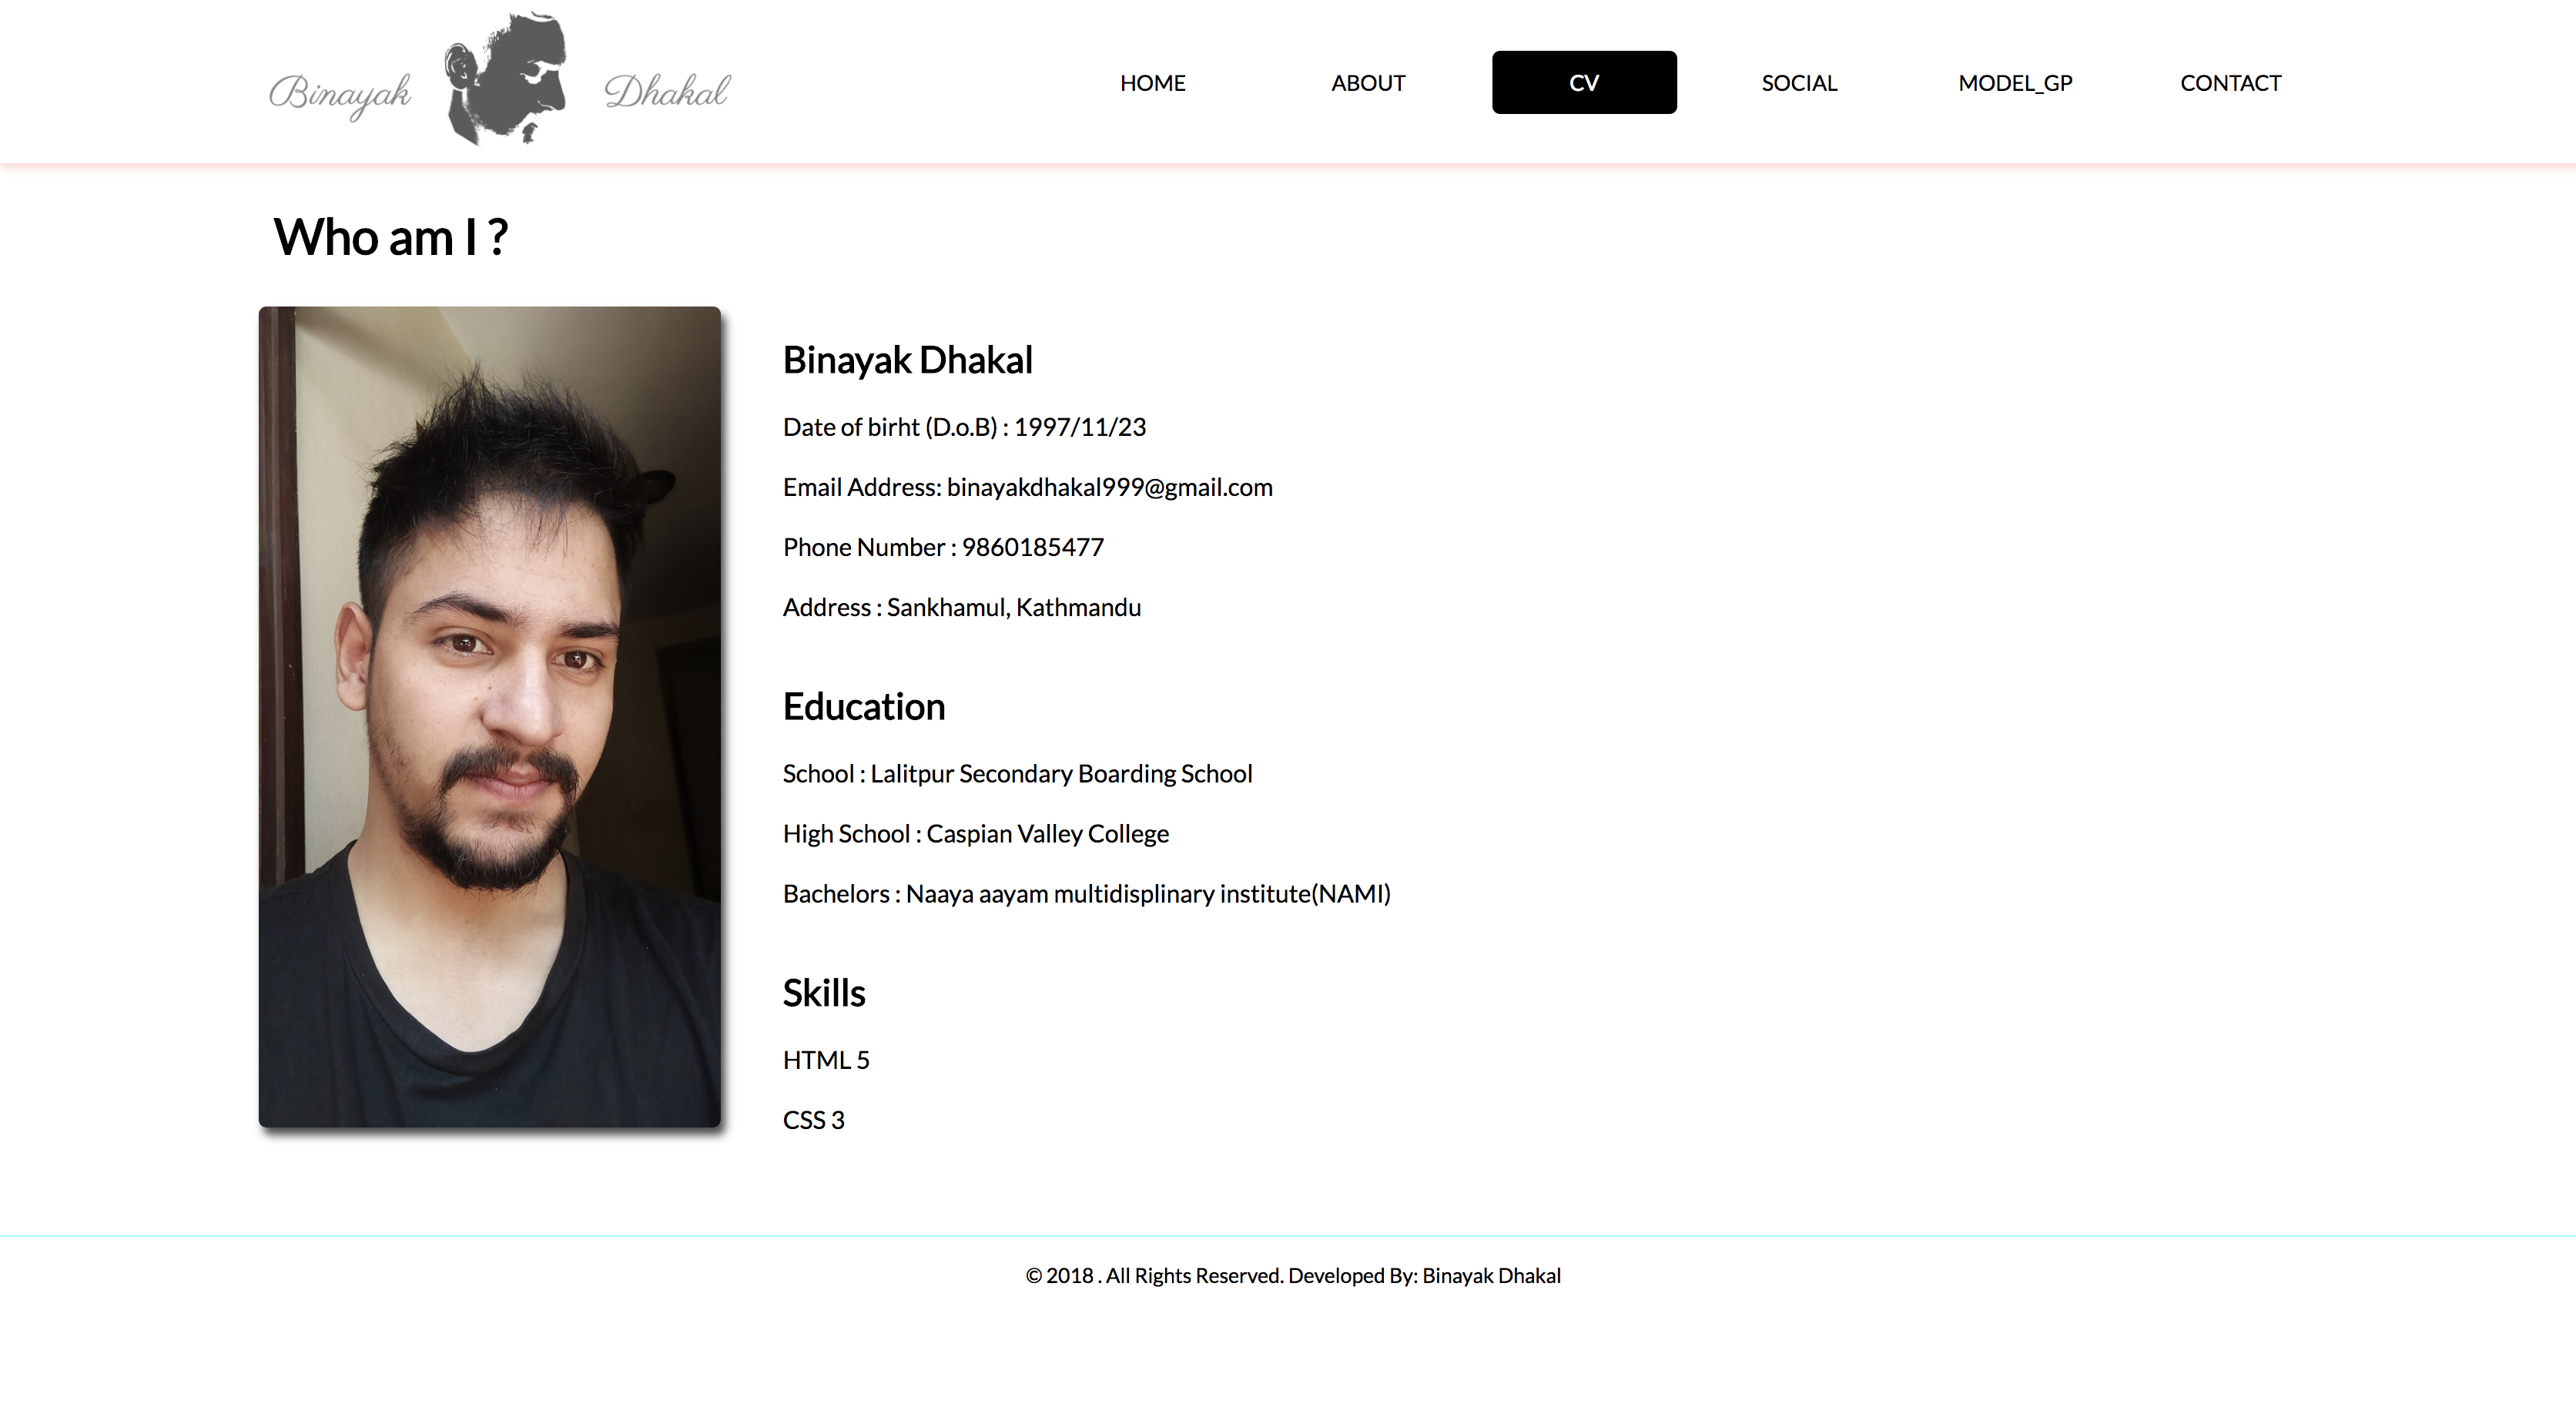 Binayak Dhakal
HOME ABOUT CV SOCIAL MODEL_GP CONTACT
Who am I ?
Binayak Dhakal
Date of birht (D.o.B) : 1997/11/23
Email Address: binayakdhakal999@gmail.com
Phone Number : 9860185477
Address : Sankhamul, Kathmandu
Education
School : Lalitpur Secondary Boarding School
High School : Caspian Valley College
Bachelors : Naaya aayam multidisplinary institute(NAMI)
Skills
HTML 5
CSS 3
© 2018 . All Rights Reserved. Developed By: Binayak Dhakal